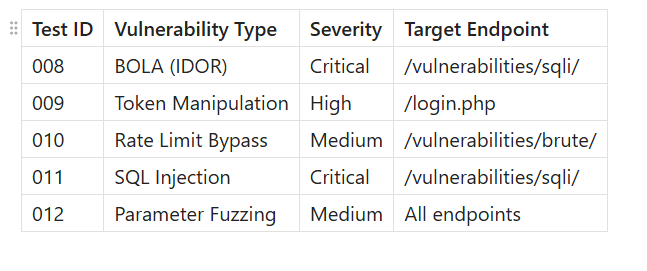 Test ID Vulnerability Type Severity Target Endpoint
008 BOLA (IDOR) Critical /vulnerabilities/sqli/
009 Token Manipulation High /login.php
010 Rate Limit Bypass Medium /vulnerabilities/brute/
011 SQL Injection Critical /vulnerabilities/sqli/
012 Parameter Fuzzing Medium All endpoints